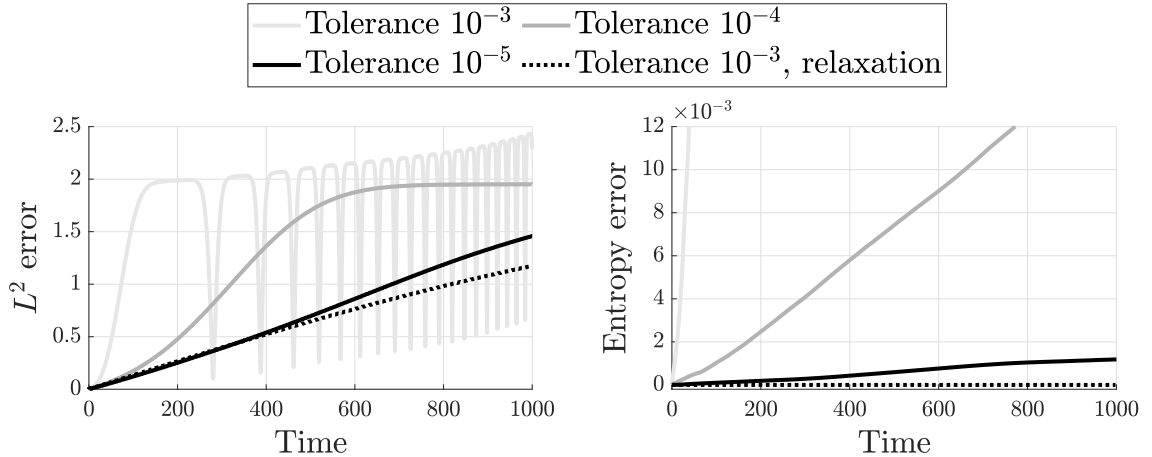 Tolerance 10⁻³ Tolerance 10⁻⁴
Tolerance 10⁻⁵ Tolerance 10⁻³, relaxation
2.5
2
1.5
1
0.5
0
L² error
0 200 400 600 800 1000
Time
×10⁻³
12
10
8
6
4
2
0
Entropy error
0 200 400 600 800 1000
Time